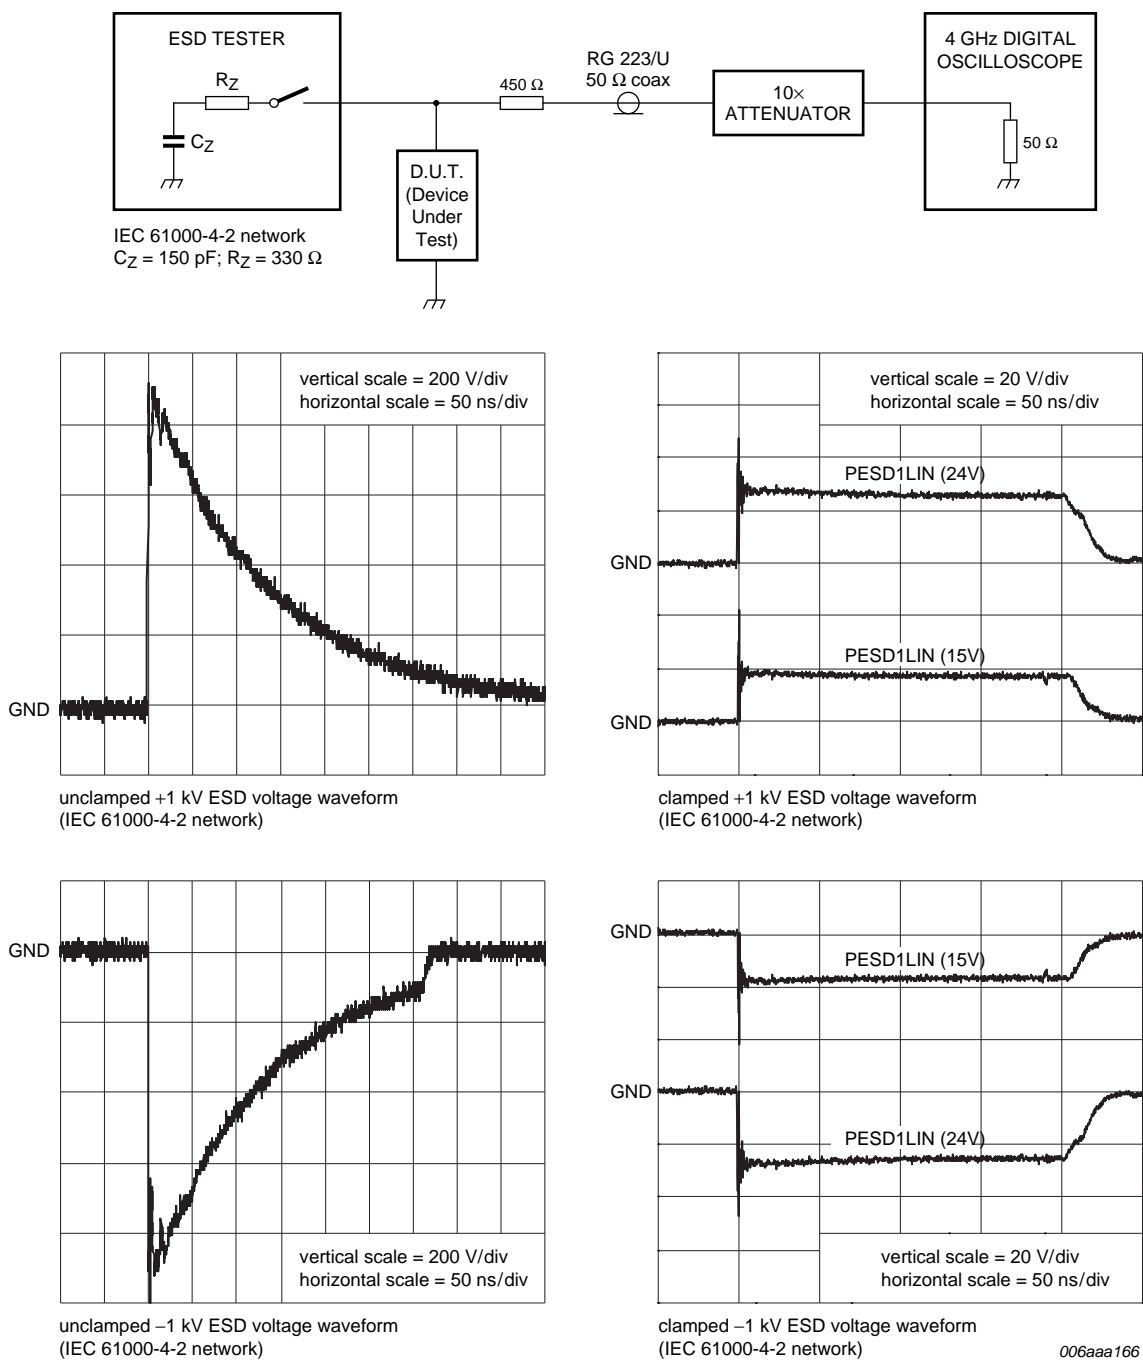 ESD TESTER
RZ
CZ
IEC 61000-4-2 network
CZ = 150 pF; RZ = 330 Ω
D.U.T.
(Device
Under
Test)
450 Ω
RG 223/U
50 Ω coax
10×
ATTENUATOR
4 GHz DIGITAL
OSCILLOSCOPE
50 Ω
vertical scale = 200 V/div
horizontal scale = 50 ns/div
GND
unclamped +1 kV ESD voltage waveform
(IEC 61000-4-2 network)
vertical scale = 20 V/div
horizontal scale = 50 ns/div
PESD1LIN (24V)
GND
PESD1LIN (15V)
GND
clamped +1 kV ESD voltage waveform
(IEC 61000-4-2 network)
GND
vertical scale = 200 V/div
horizontal scale = 50 ns/div
unclamped −1 kV ESD voltage waveform
(IEC 61000-4-2 network)
GND
PESD1LIN (15V)
GND
PESD1LIN (24V)
vertical scale = 20 V/div
horizontal scale = 50 ns/div
clamped −1 kV ESD voltage waveform
(IEC 61000-4-2 network)
006aaa166